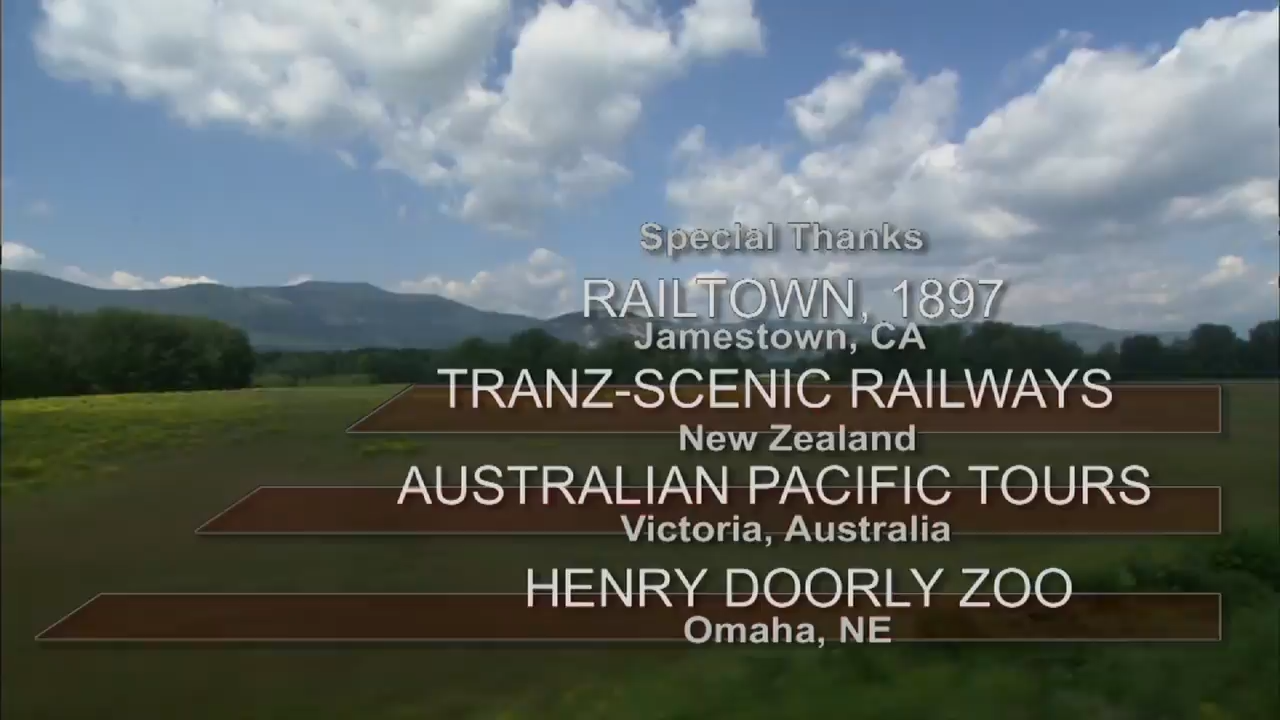 Special Thanks
RAILTOWN, 1897
Jamestown, CA
TRANZ-SCENIC RAILWAYS
New Zealand
AUSTRALIAN PACIFIC TOURS
Victoria, Australia
HENRY DOORLY ZOO
Omaha, NE